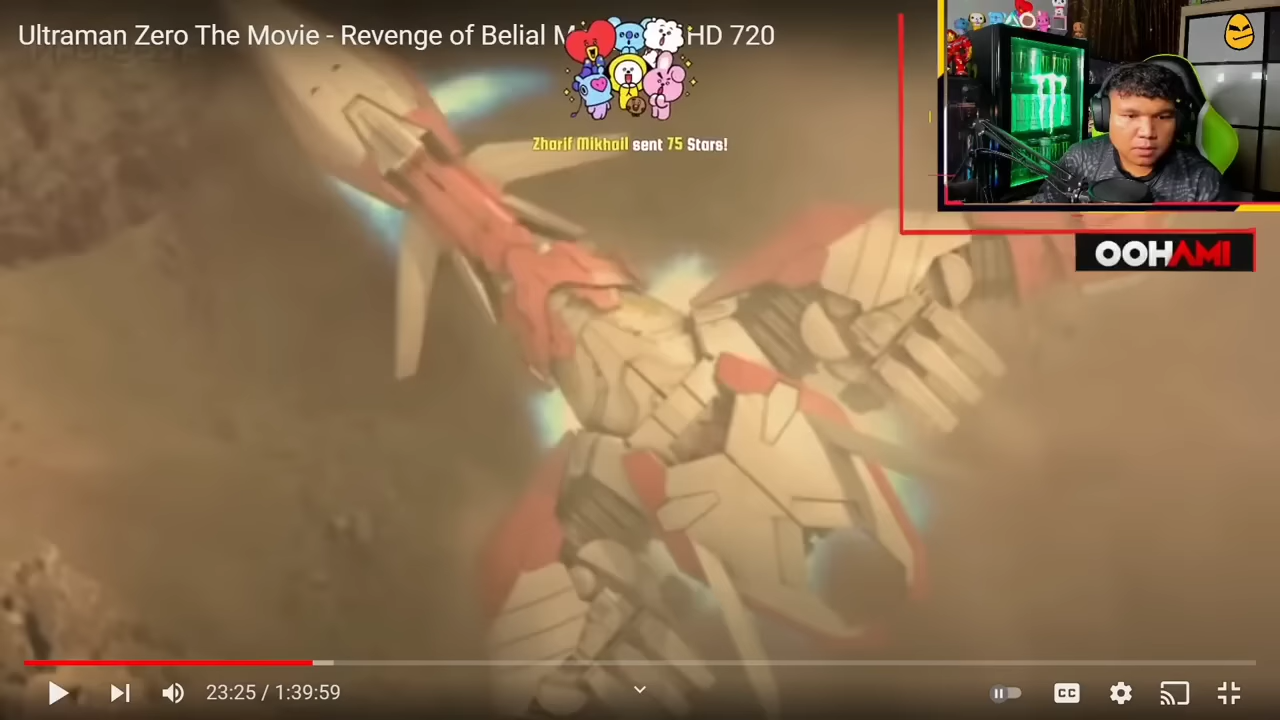 Ultraman Zero The Movie - Revenge of Belial M HD 720
Zharif Mikhail sent 75 Stars!
OOHAMI
23:25 / 1:39:59
CC